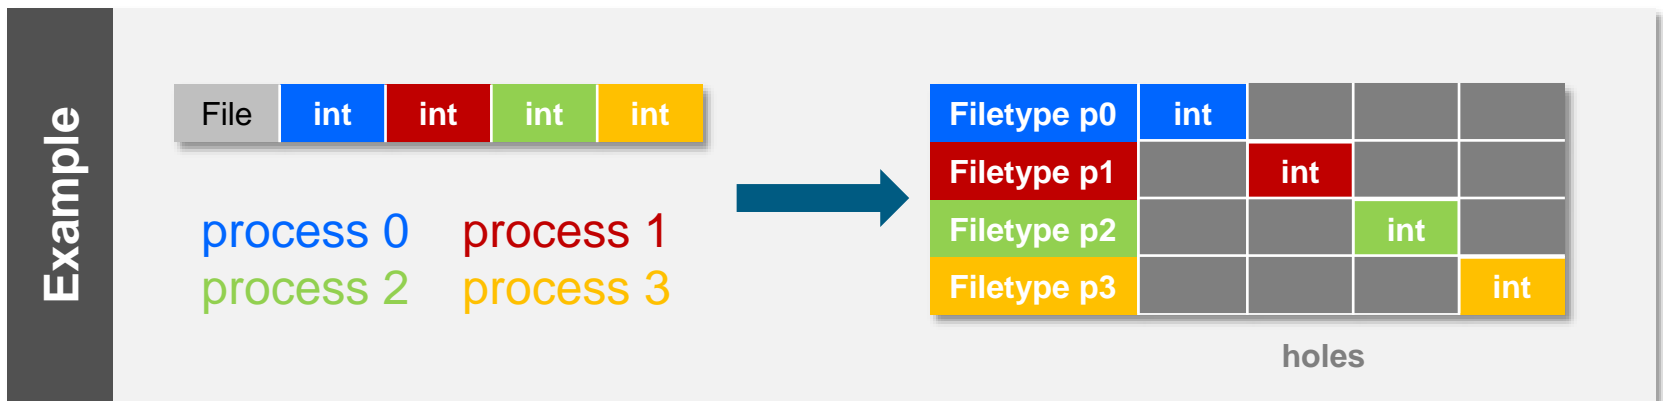 Example
File int int int int
process 0 process 1
process 2 process 3
Filetype p0 int
Filetype p1 int
Filetype p2 int
Filetype p3 int
holes